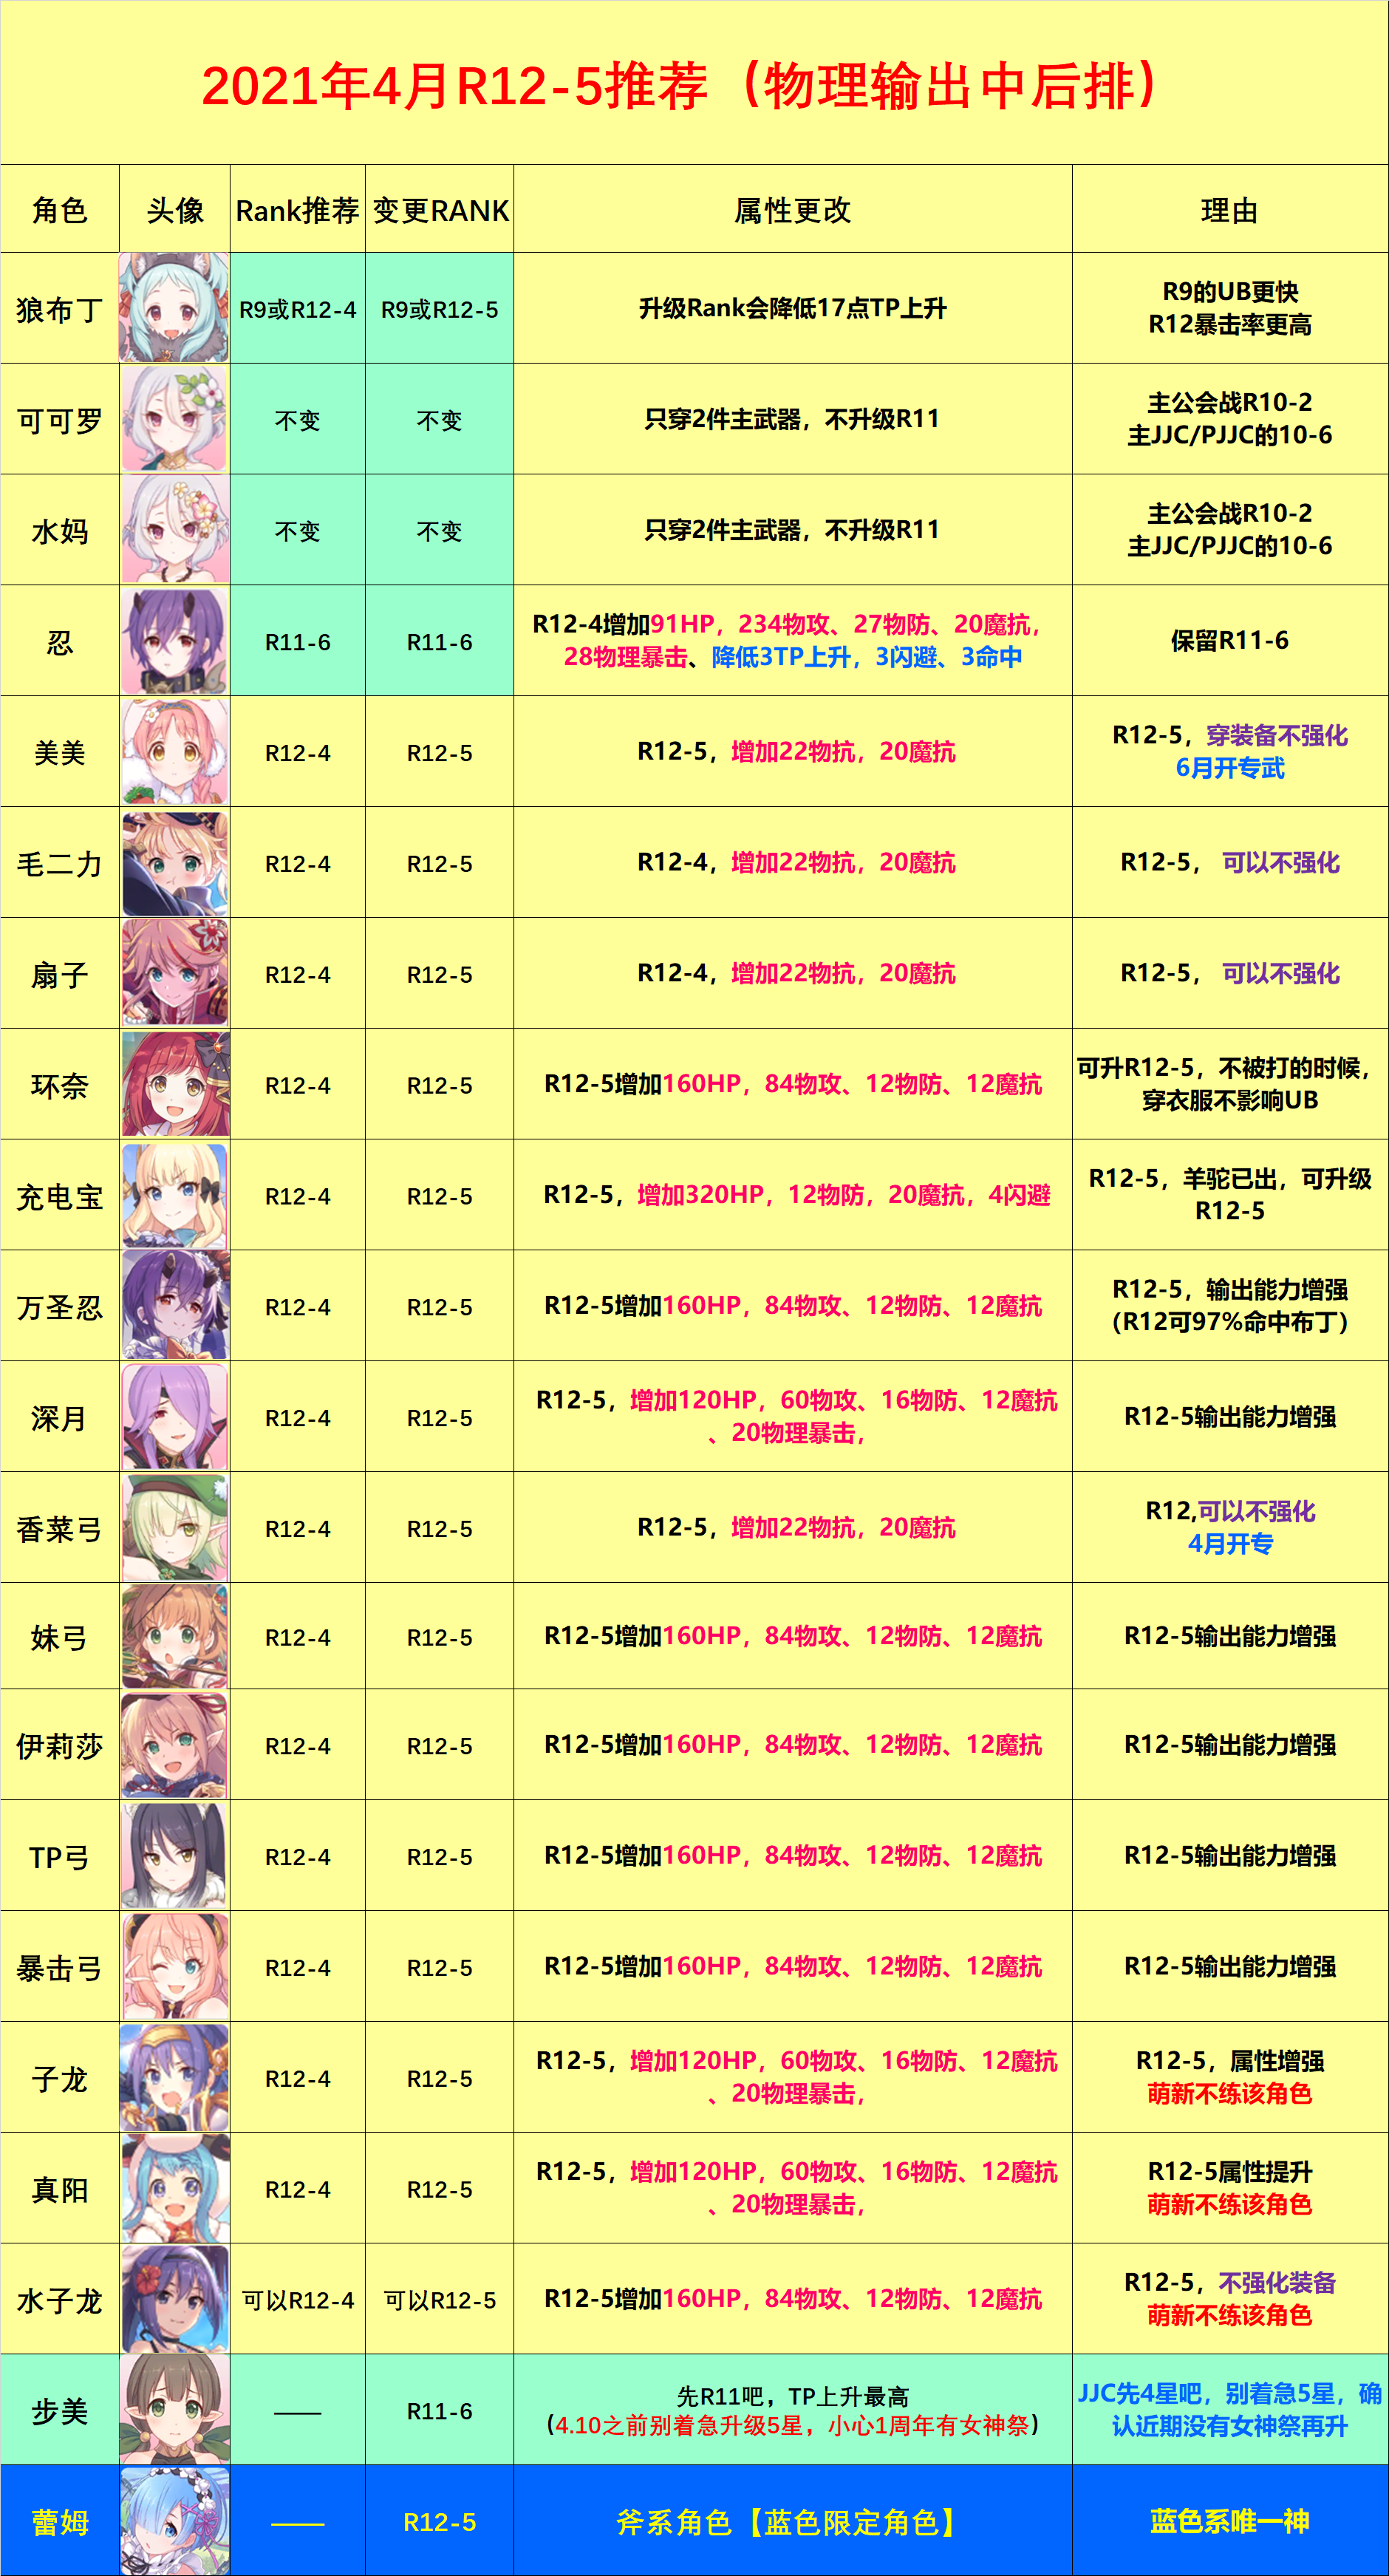 2021年4月R12-5推荐（物理输出中后排）
角色 头像 Rank推荐 变更RANK 属性更改 理由
狼布丁 R9或R12-4 R9或R12-5 升级Rank会降低17点TP上升 R9的UB更快
R12暴击率更高
可可罗 不变 不变 只穿2件主武器，不升级R11 主公会战R10-2
主JJC/PJJC的10-6
水妈 不变 不变 只穿2件主武器，不升级R11 主公会战R10-2
主JJC/PJJC的10-6
忍 R11-6 R11-6 R12-4增加91HP，234物攻、27物防、20魔抗，
28物理暴击、降低3TP上升，3闪避、3命中 保留R11-6
美美 R12-4 R12-5 R12-5，增加22物抗，20魔抗 R12-5，穿装备不强化
6月开专武
毛二力 R12-4 R12-5 R12-4，增加22物抗，20魔抗 R12-5， 可以不强化
扇子 R12-4 R12-5 R12-4，增加22物抗，20魔抗 R12-5， 可以不强化
环奈 R12-4 R12-5 R12-5增加160HP，84物攻、12物防、12魔抗 可升R12-5，不被打的时候，
穿衣服不影响UB
充电宝 R12-4 R12-5 R12-5，增加320HP，12物防，20魔抗，4闪避 R12-5，羊驼已出，可升级
R12-5
万圣忍 R12-4 R12-5 R12-5增加160HP，84物攻、12物防、12魔抗 R12-5，输出能力增强
（R12可97%命中布丁）
深月 R12-4 R12-5 R12-5，增加120HP，60物攻、16物防、12魔抗
、20物理暴击， R12-5输出能力增强
香菜弓 R12-4 R12-5 R12-5，增加22物抗，20魔抗 R12,可以不强化
4月开专
妹弓 R12-4 R12-5 R12-5增加160HP，84物攻、12物防、12魔抗 R12-5输出能力增强
伊莉莎 R12-4 R12-5 R12-5增加160HP，84物攻、12物防、12魔抗 R12-5输出能力增强
TP弓 R12-4 R12-5 R12-5增加160HP，84物攻、12物防、12魔抗 R12-5输出能力增强
暴击弓 R12-4 R12-5 R12-5增加160HP，84物攻、12物防、12魔抗 R12-5输出能力增强
子龙 R12-4 R12-5 R12-5，增加120HP，60物攻、16物防、12魔抗
、20物理暴击， R12-5，属性增强
萌新不练该角色
真阳 R12-4 R12-5 R12-5，增加120HP，60物攻、16物防、12魔抗
、20物理暴击， R12-5属性提升
萌新不练该角色
水子龙 可以R12-4 可以R12-5 R12-5增加160HP，84物攻、12物防、12魔抗 R12-5，不强化装备
萌新不练该角色
步美 —— R11-6 先R11吧，TP上升最高
（4.10之前别着急升级5星，小心1周年有女神祭） JJC先4星吧，别着急5星，确
认近期没有女神祭再升
蕾姆 —— R12-5 斧系角色【蓝色限定角色】 蓝色系唯一神